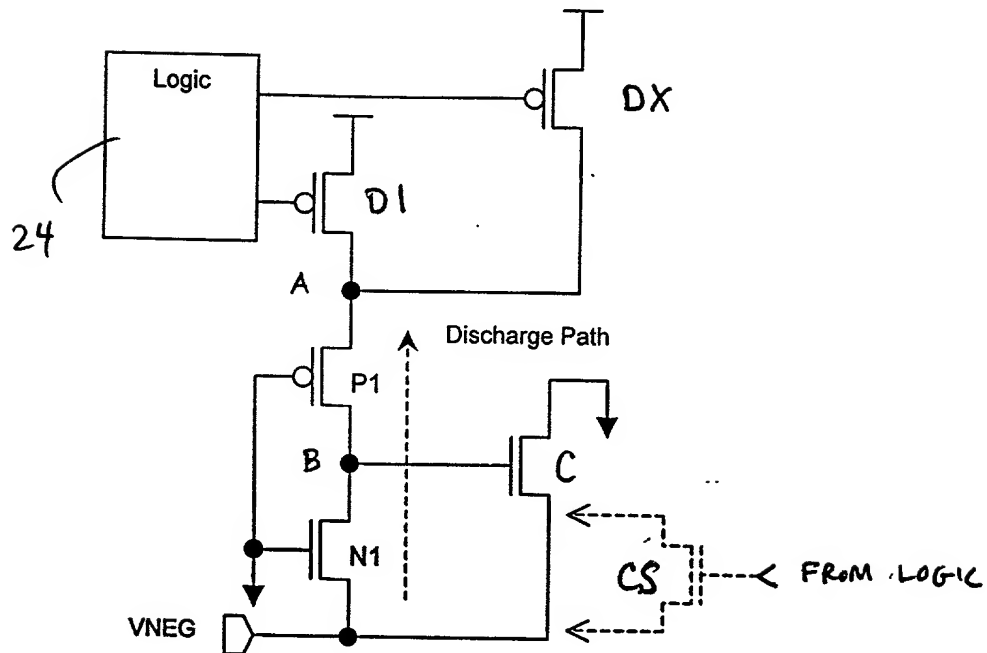 Logic
DX
D1
24
A
Discharge Path
P1
B
C
N1
CS
FROM LOGIC
VNEG